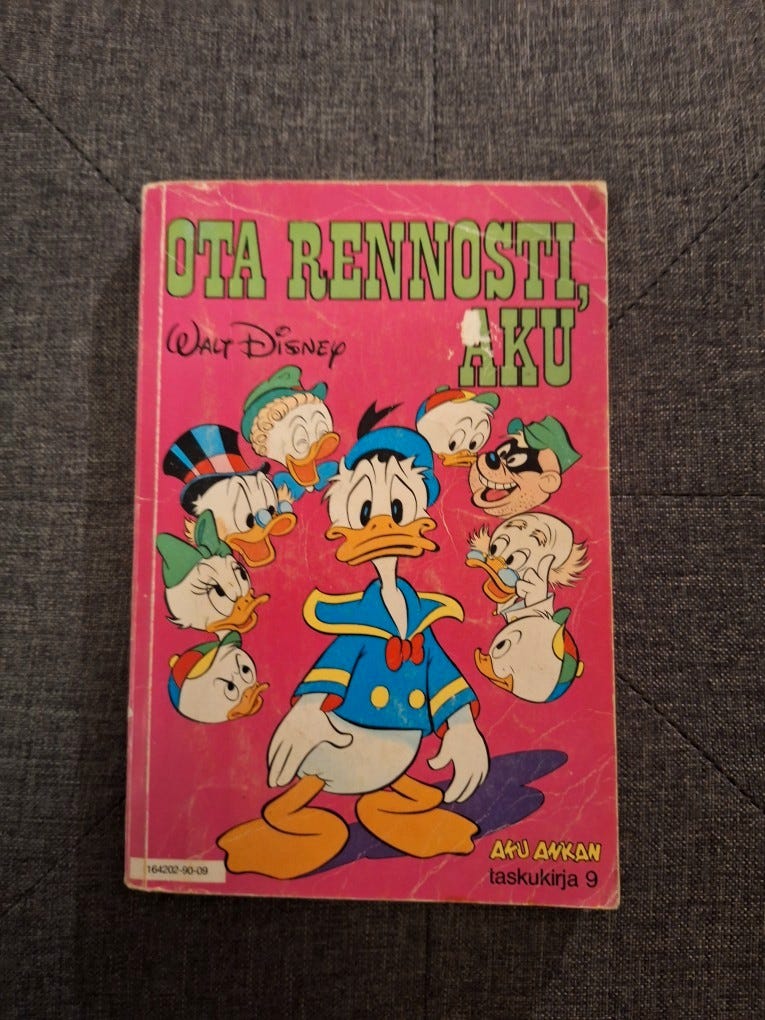 OTA RENNOSTI,
AKU
WALT DISNEY
AKU ANKAN
taskukirja 9
164202-90-09